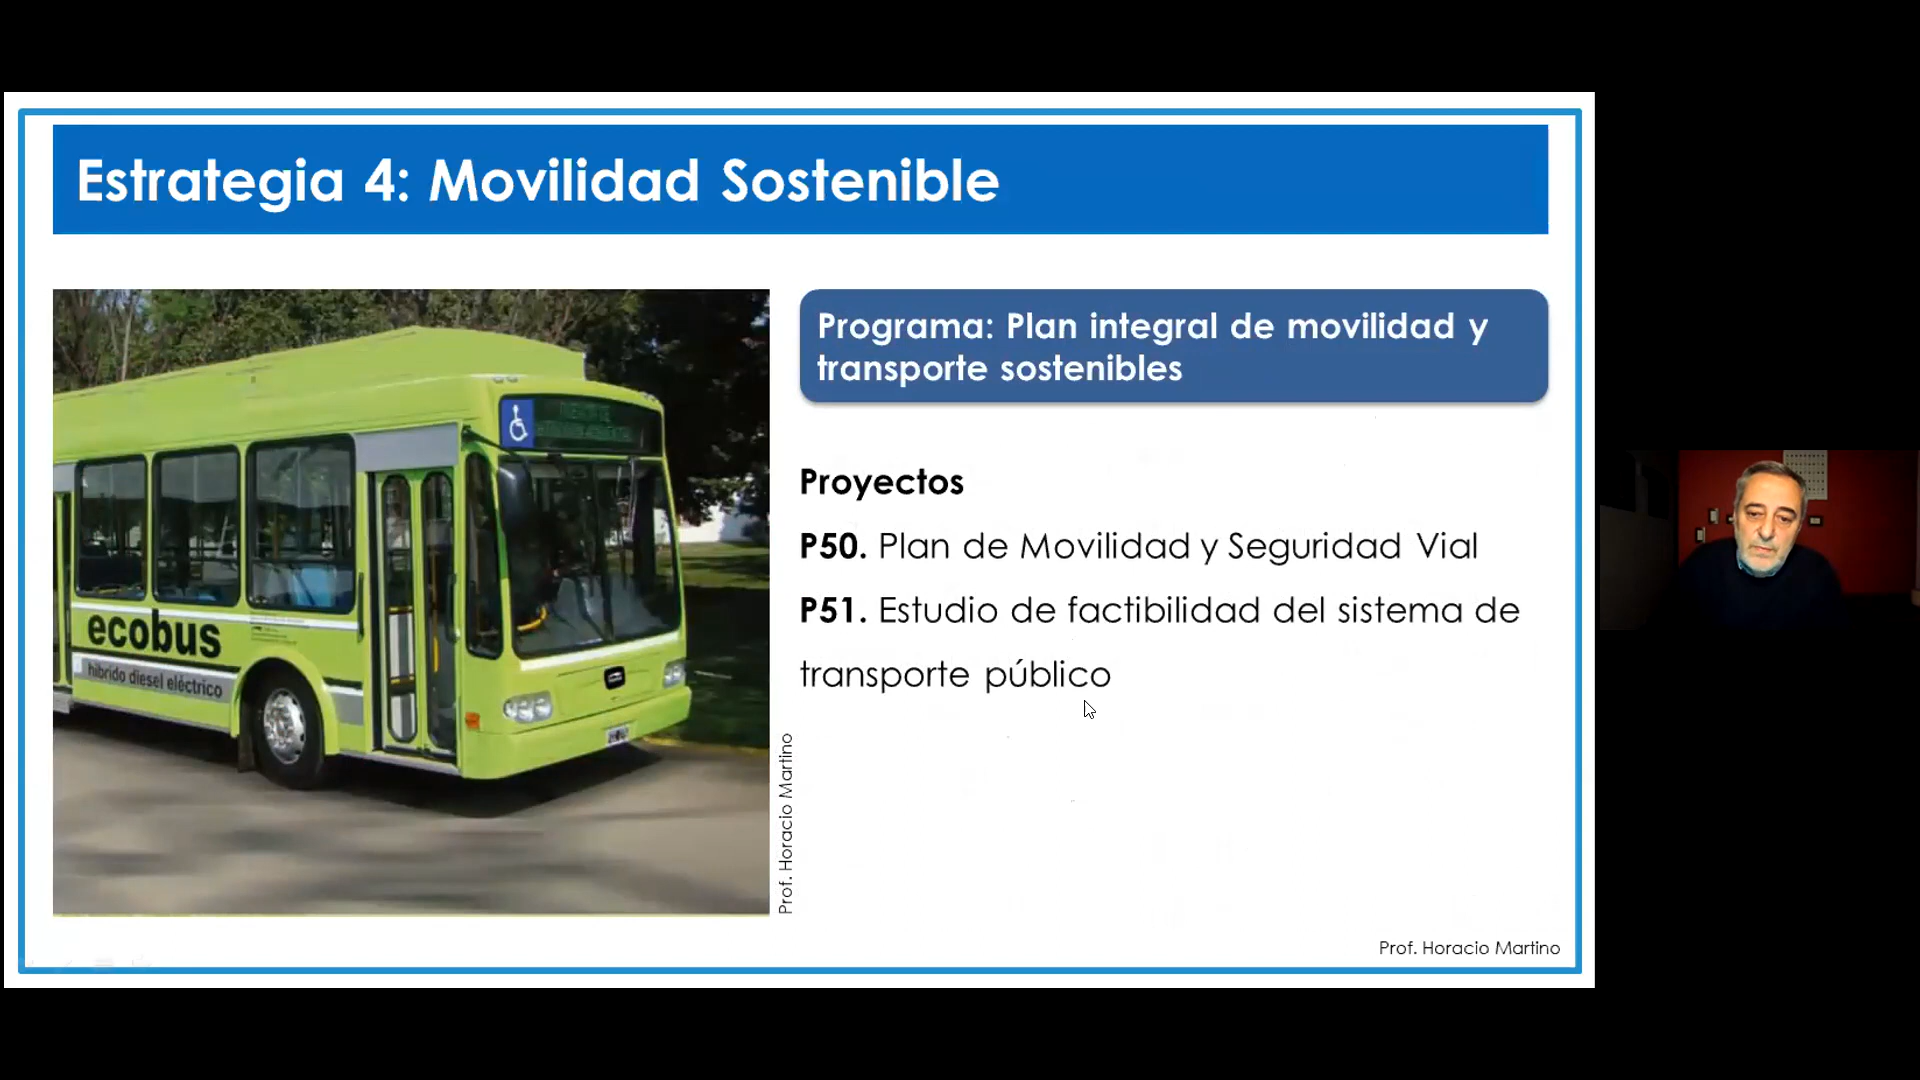 Estrategia 4: Movilidad Sostenible
Programa: Plan integral de movilidad y
transporte sostenibles
ecobus
híbrido diesel eléctrico
Proyectos
P50. Plan de Movilidad y Seguridad Vial
P51. Estudio de factibilidad del sistema de
transporte público
Prof. Horacio Martino
Prof. Horacio Martino